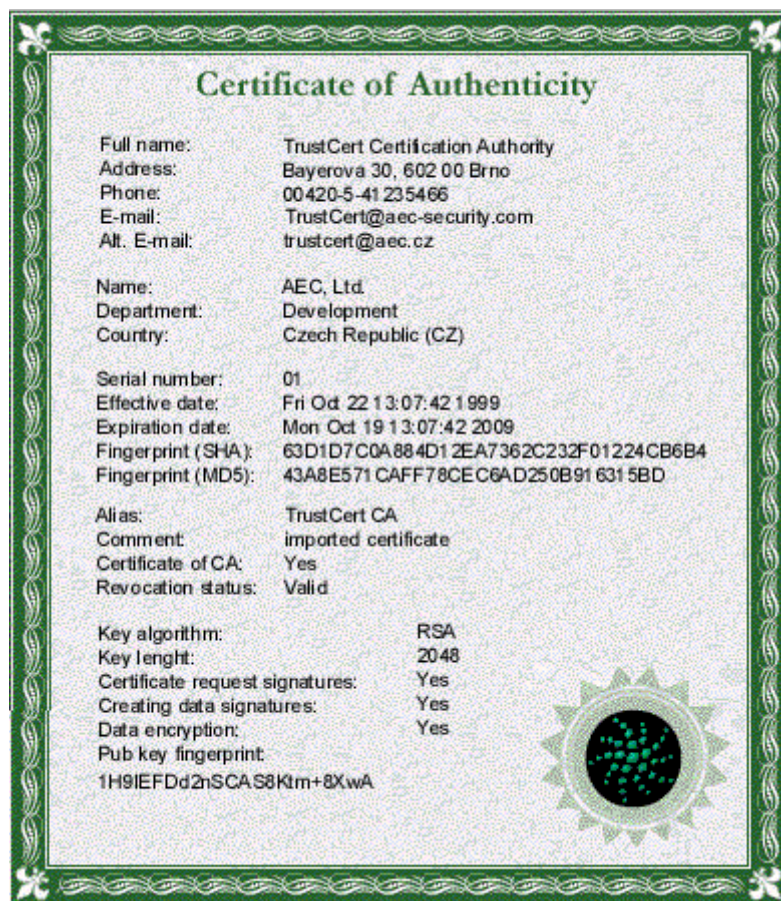 Certificate of Authenticity
Full name: TrustCert Certification Authority
Address: Bayerova 30, 602 00 Brno
Phone: 00420-5-41235466
E-mail: TrustCert@aec-security.com
Alt. E-mail: trustcert@aec.cz
Name: AEC, Ltd.
Department: Development
Country: Czech Republic (CZ)
Serial number: 01
Effective date: Fri Oct 22 13:07:42 1999
Expiration date: Mon Oct 19 13:07:42 2009
Fingerprint (SHA): 63D1D7C0A884D12EA7362C232F01224CB6B4
Fingerprint (MD5): 43A8E571CAFF78CEC6AD250B916315BD
Alias: TrustCert CA
Comment: imported certificate
Certificate of CA: Yes
Revocation status: Valid
Key algorithm: RSA
Key lenght: 2048
Certificate request signatures: Yes
Creating data signatures: Yes
Data encryption: Yes
Pub key fingerprint:
1H9IEFDd2nSCAS8Ktm+8XwA